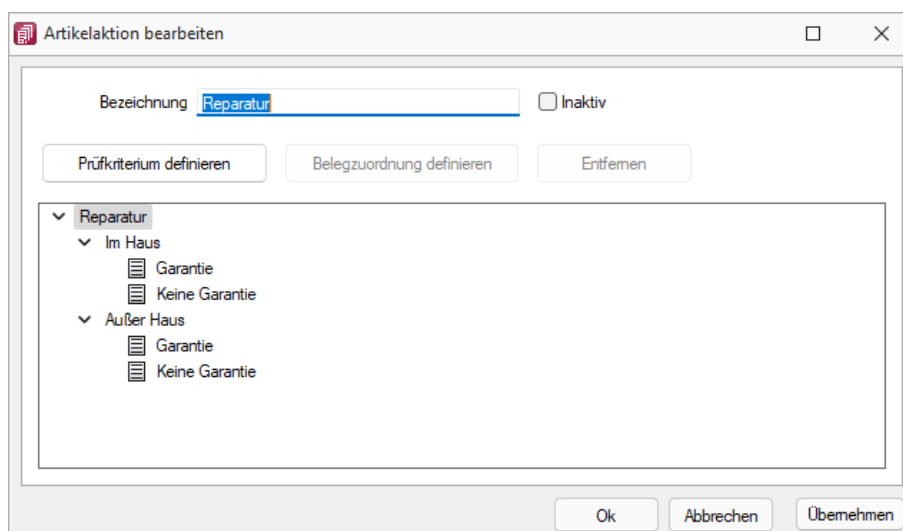 Artikelaktion bearbeiten
Bezeichnung Reparatur Inaktiv
Prüfkriterium definieren Belegzuordnung definieren Entfernen
Reparatur
Im Haus
Garantie
Keine Garantie
Außer Haus
Garantie
Keine Garantie
Ok Abbrechen Übernehmen